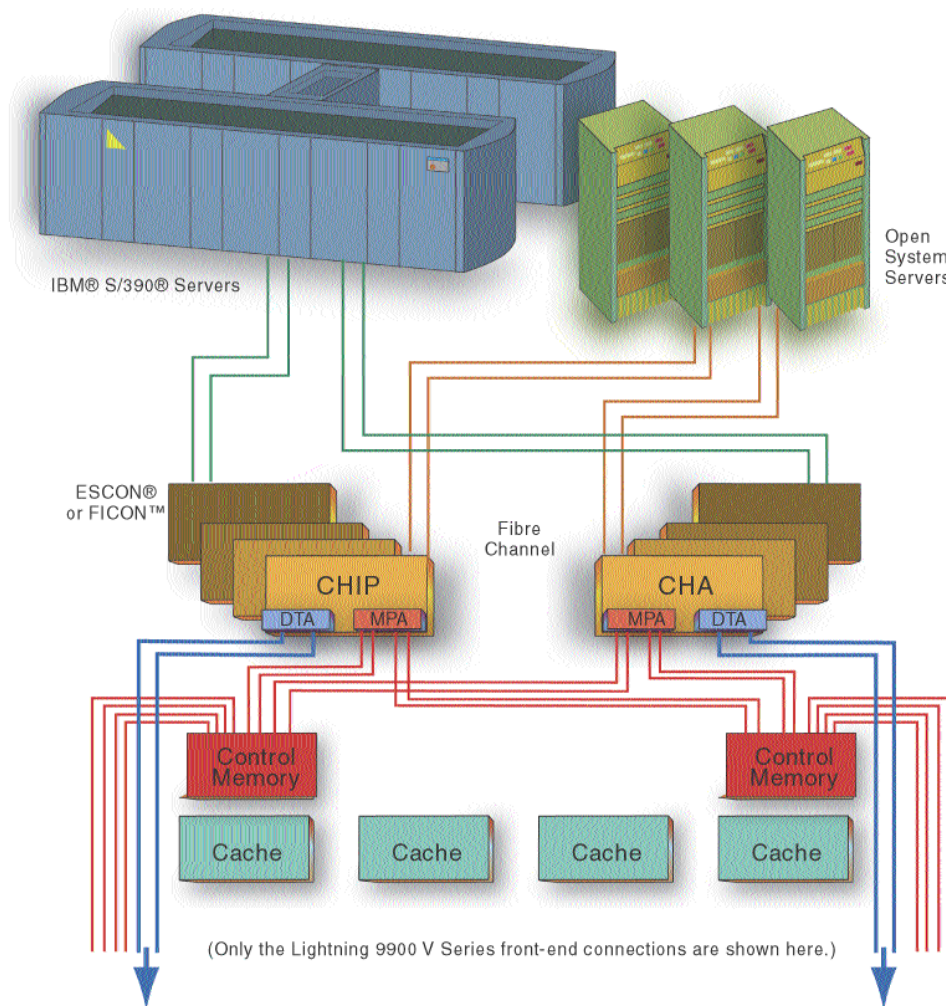 Open
System
Servers
IBM® S/390® Servers
ESCON®
or FICON™
Fibre
Channel
CHIP
CHA
DTA
MPA
MPA
DTA
Control
Memory
Control
Memory
Cache
Cache
Cache
Cache
(Only the Lightning 9900 V Series front-end connections are shown here.)